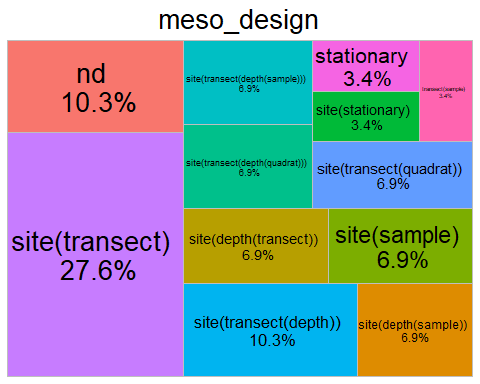 meso_design
nd
10.3%
site(transect)
27.6%
site(transect(depth(sample)))
6.9%
site(transect(depth(quadrat)))
6.9%
stationary
3.4%
site(stationary)
3.4%
transect(sample)
3.4%
site(transect(quadrat))
6.9%
site(depth(transect))
6.9%
site(sample)
6.9%
site(transect(depth))
10.3%
site(depth(sample))
6.9%